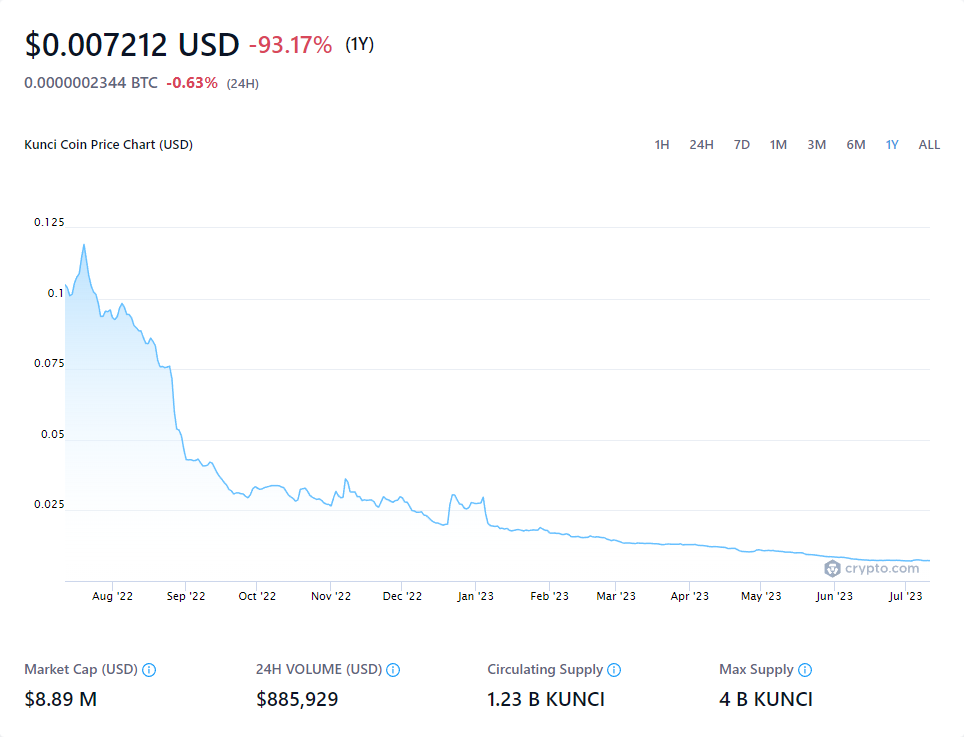 $0.007212 USD -93.17% (1Y)
0.0000002344 BTC -0.63% (24H)
Kunci Coin Price Chart (USD) 1H 24H 7D 1M 3M 6M 1Y ALL
0.125
0.1
0.075
0.05
0.025
crypto.com
Aug '22 Sep '22 Oct '22 Nov '22 Dec '22 Jan '23 Feb '23 Mar '23 Apr '23 May '23 Jun '23 Jul '23
Market Cap (USD) 24H VOLUME (USD) Circulating Supply Max Supply
$8.89 M $885,929 1.23 B KUNCI 4 B KUNCI